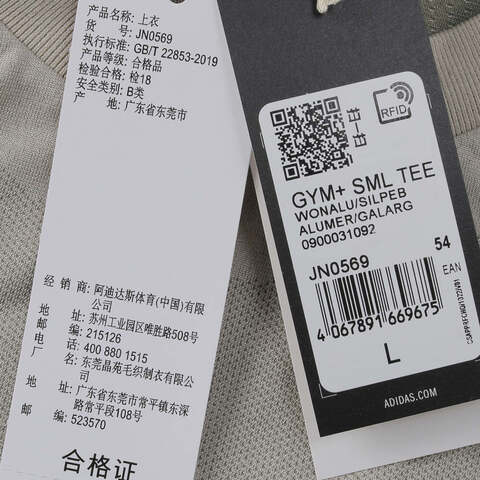 产品名称：上衣
货 号：JN0569
执行标准：GB/T 22853-2019
产品等级：合格品
检验合格：检18
安全类别：B类
产 地：广东省东莞市
经 销 商：阿迪达斯体育(中国)有限
公司
地 址：苏州工业园区唯胜路508号
邮 编：215126
电 话：400 880 1515
厂 名：东莞晶苑毛织制衣有限公
司
地 址：广东省东莞市常平镇东深
路常平段108号
邮 编：523570
合格证
RFID
GYM+ SML TEE
WONALU/SILPEB
ALUMER/GALARG
0900031092
JN0569
54
EAN
4 067891 669675
L
ADIDAS.COM